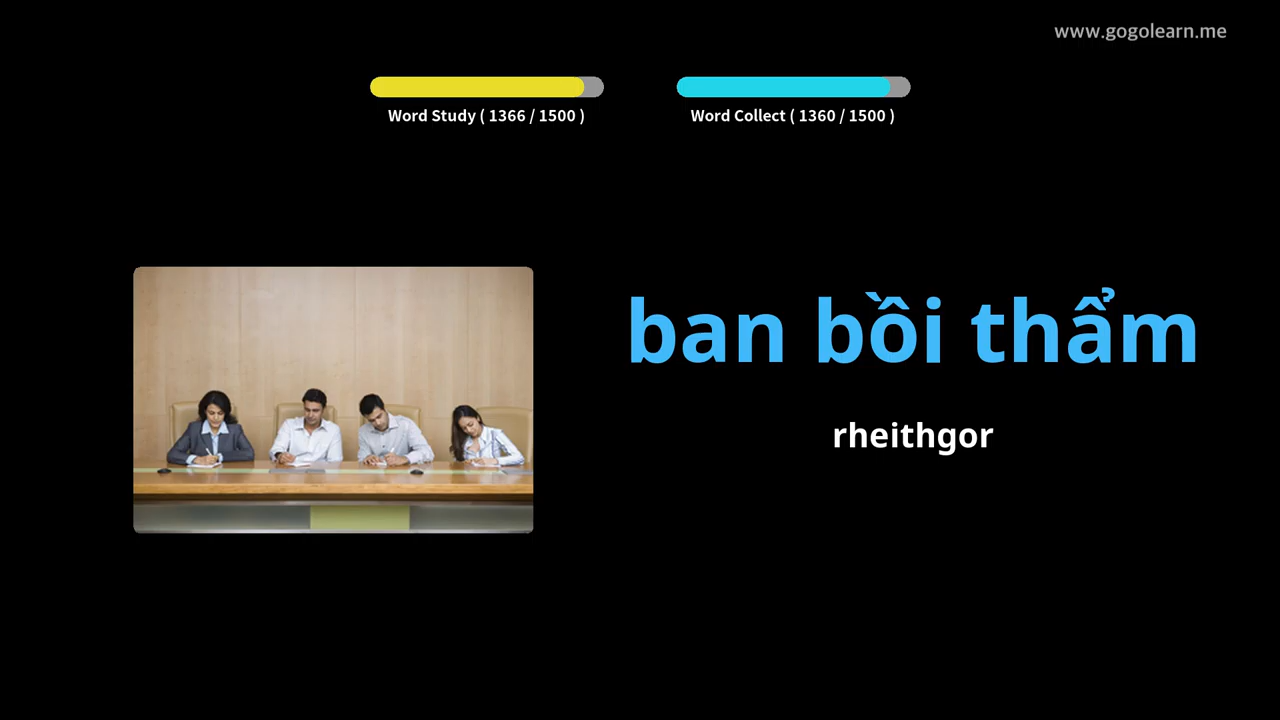 www.gogolearn.me
Word Study ( 1366 / 1500 )
Word Collect ( 1360 / 1500 )
ban bồi thẩm
rheithgor